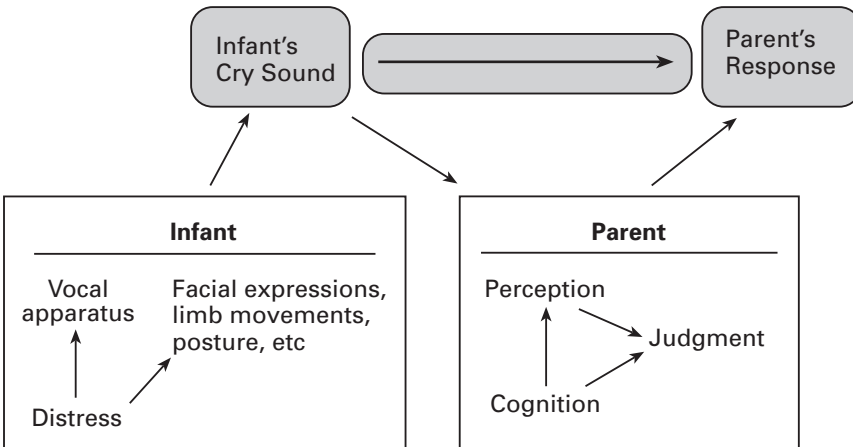 Infant’s
Cry Sound
Parent’s
Response
Infant
Vocal
apparatus
Facial expressions,
limb movements,
posture, etc
Distress
Parent
Perception
Judgment
Cognition